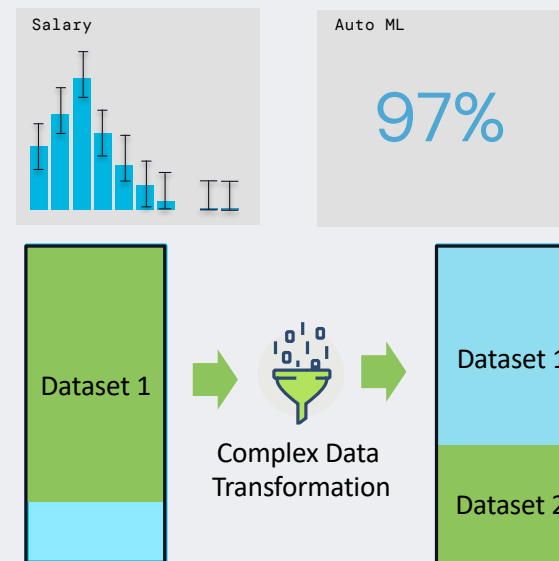 Salary
Auto ML
97%
Dataset 1
Complex Data
Transformation
Dataset 1
Dataset 2